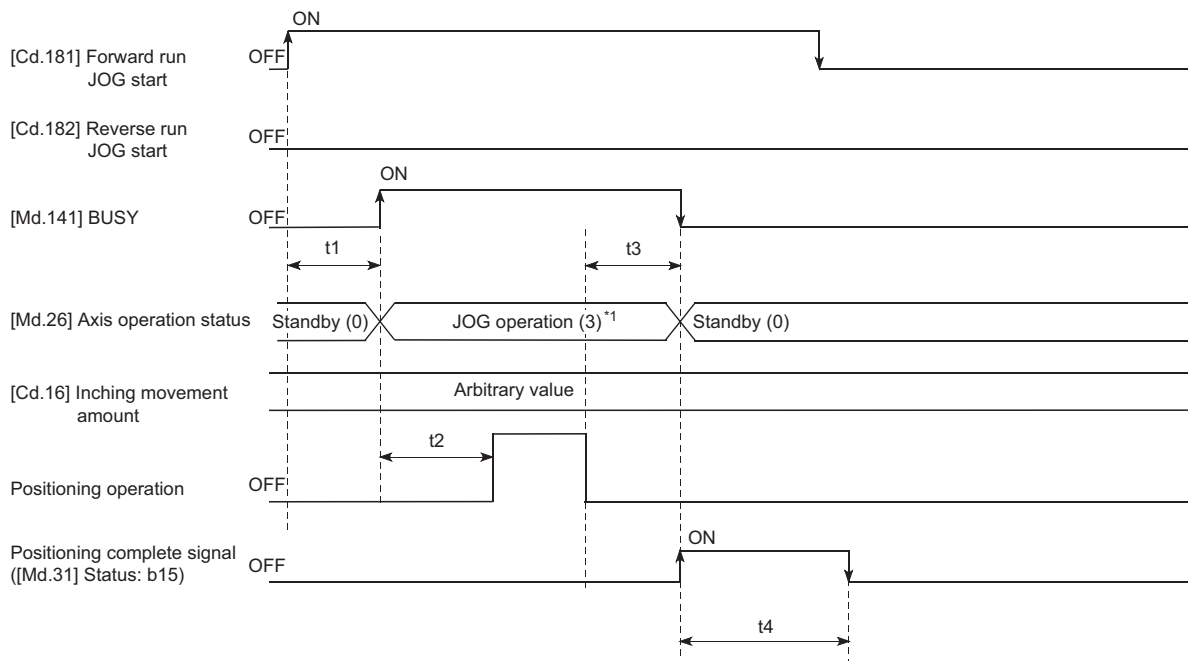 ON
[Cd.181] Forward run
JOG start
OFF
[Cd.182] Reverse run
JOG start
OFF
ON
[Md.141] BUSY
OFF
t1
t3
[Md.26] Axis operation status
Standby (0)
JOG operation (3)*1
Standby (0)
[Cd.16] Inching movement
amount
Arbitrary value
t2
Positioning operation
OFF
ON
Positioning complete signal
([Md.31] Status: b15)
OFF
t4